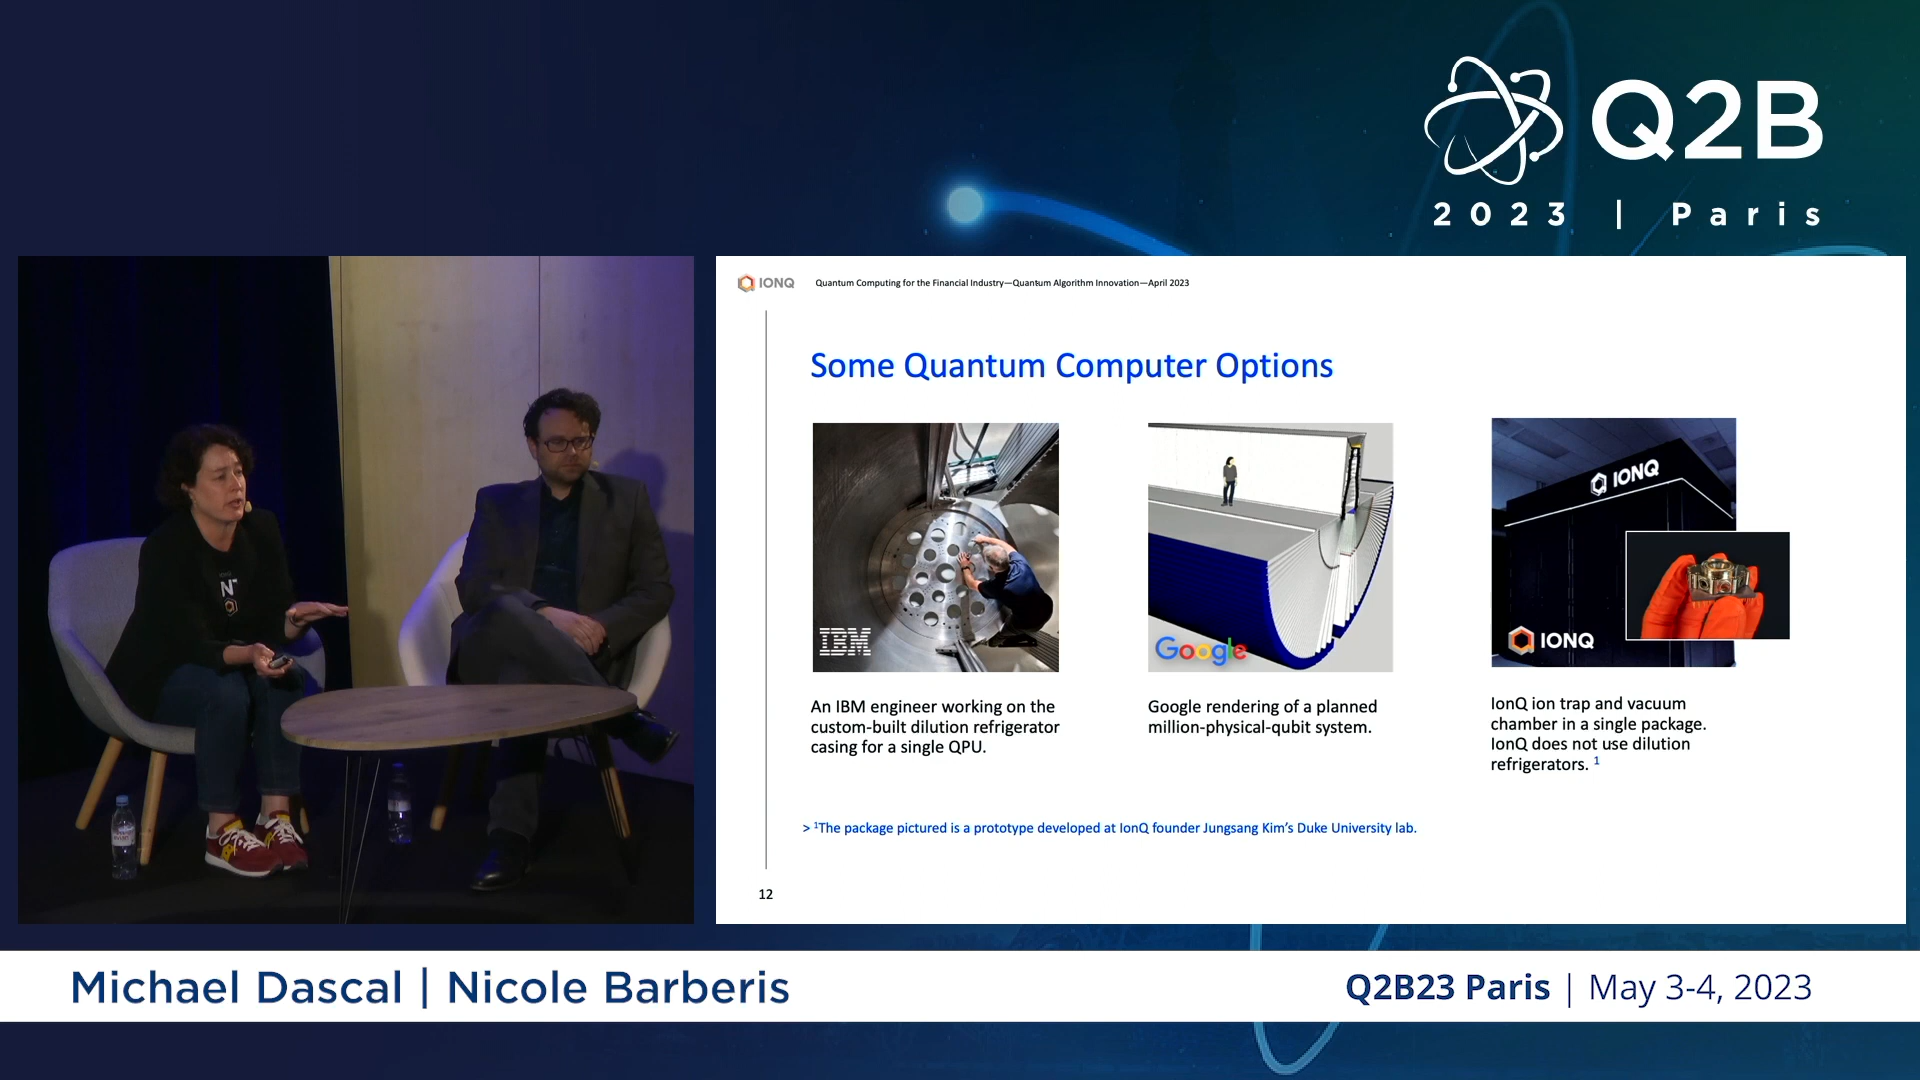 Q2B
2023 | Paris
IONQ
Quantum Computing for the Financial Industry—Quantum Algorithm Innovation—April 2023
Some Quantum Computer Options
IBM
Google
IONQ
IONQ
An IBM engineer working on the
custom-built dilution refrigerator
casing for a single QPU.
Google rendering of a planned
million-physical-qubit system.
IonQ ion trap and vacuum
chamber in a single package.
IonQ does not use dilution
refrigerators. 1
> 1The package pictured is a prototype developed at IonQ founder Jungsang Kim's Duke University lab.
12
Michael Dascal | Nicole Barberis
Q2B23 Paris | May 3-4, 2023